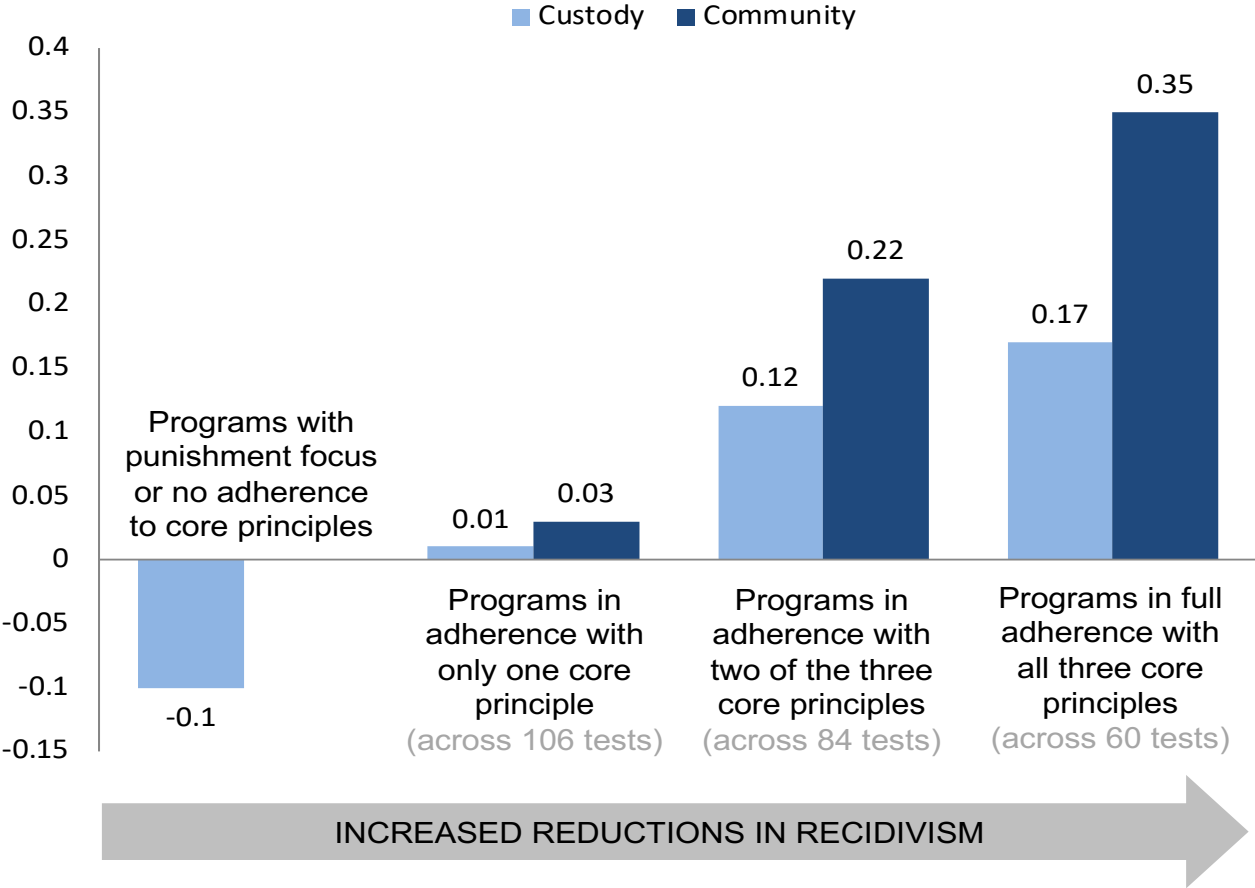 Custody Community
0.4
0.35
0.3
0.25
0.2
0.15
0.1
0.05
0
-0.05
-0.1
-0.15
Programs with
punishment focus
or no adherence
to core principles
-0.1
0.01
0.03
Programs in
adherence with
only one core
principle
(across 106 tests)
0.12
0.22
Programs in
adherence with
two of the three
core principles
(across 84 tests)
0.17
0.35
Programs in full
adherence with
all three core
principles
(across 60 tests)
INCREASED REDUCTIONS IN RECIDIVISM